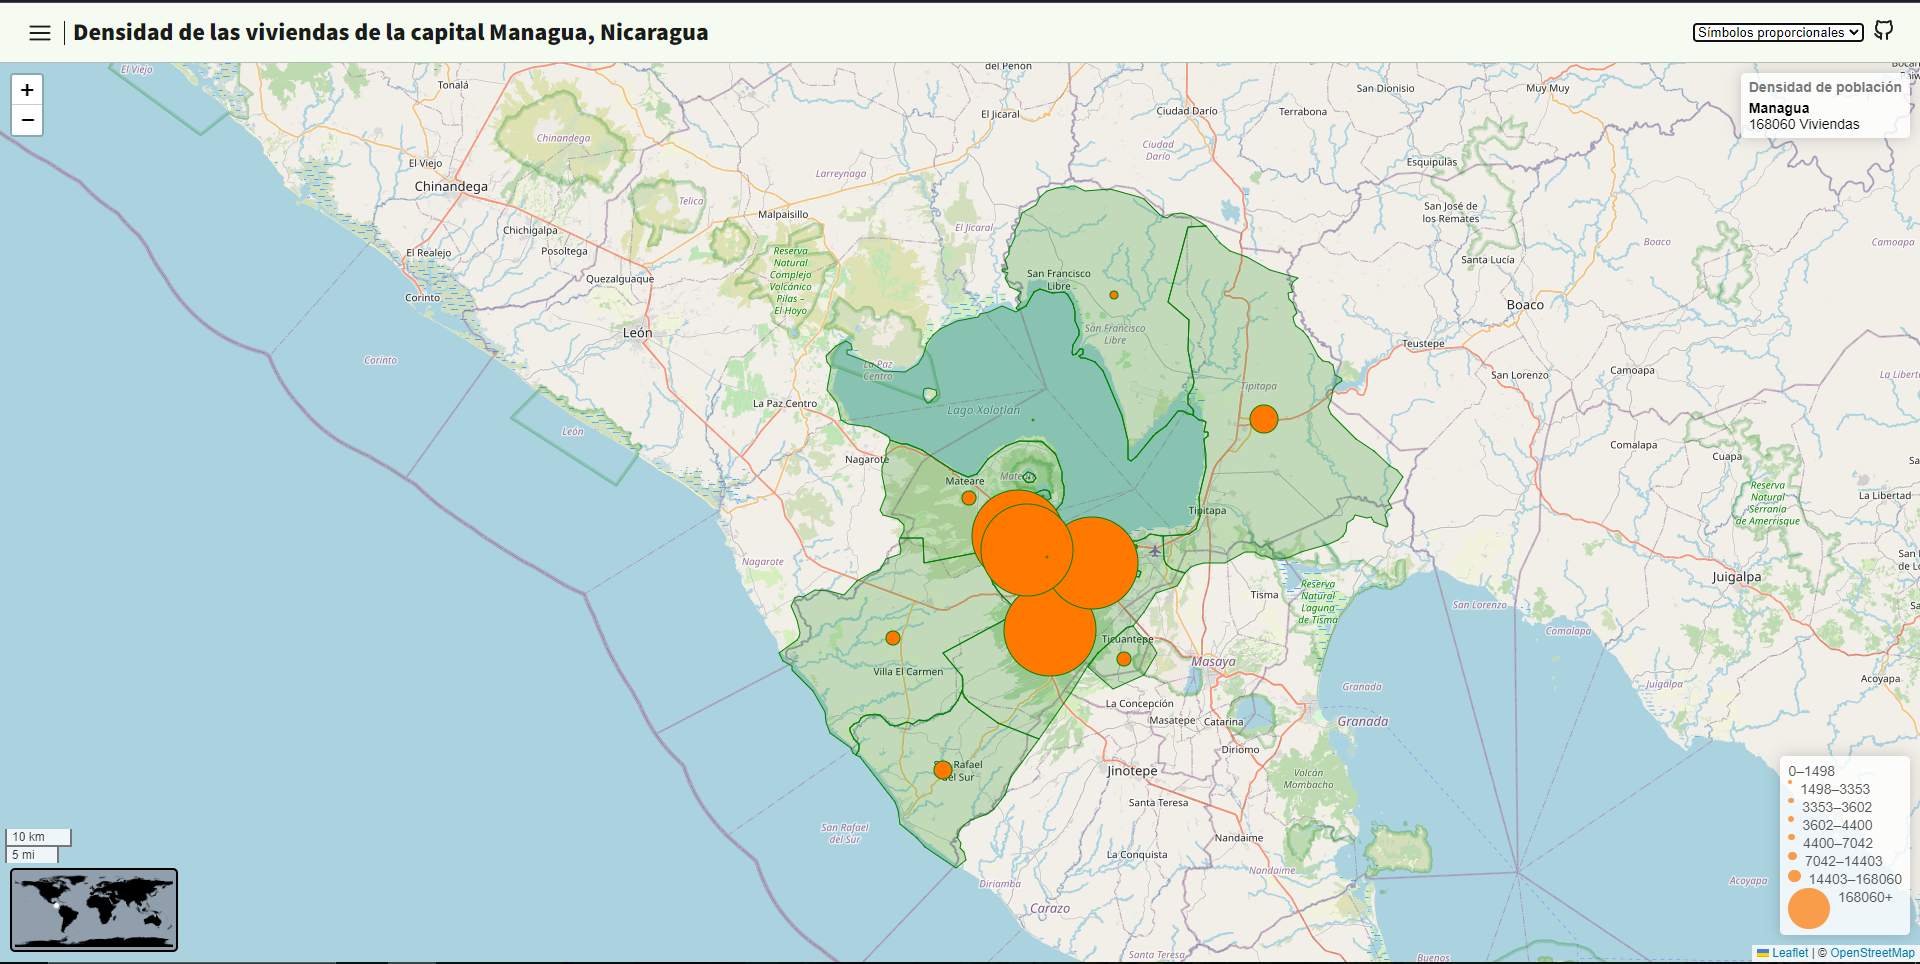 Densidad de las viviendas de la capital Managua, Nicaragua
Símbolos proporcionales
+
−
Densidad de población
Managua
168060 Viviendas
El Viejo
Tonalá
del Peñon
San Dionisio
Muy Muy
El Jicaral
Ciudad Darío
Terrabona
Chinandega
Ciudad
Darío
Esquipulas
El Viejo
Larreynaga
Chinandega
Telica
Malpaisillo
San José de
los Remates
Chichigalpa
El Jicaral
Boaco
Camoapa
Posoltega
El Realejo
Reserva
Natural
Complejo
Volcánico
Pilas –
El Hoyo
Santa Lucía
Quezalguaque
San Francisco
Libre
Corinto
Boaco
León
San Francisco
Libre
Teustepe
Corinto
La Paz
Centro
San Lorenzo
Camoapa
La Libert
Tipitapa
La Paz Centro
Lago Xolotlán
León
Comalapa
Cuapa
Nagarote
Mateare
Reserva
Natural
Serranía
de Amerrisque
La Libertad
Tipitapa
Nagarote
Juigalpa
Reserva
Natural
Laguna
de Tisma
Tisma
San Lorenzo
Comalapa
Ticuantepe
Masaya
Villa El Carmen
Acoyapa
Juigalpa
Granada
La Concepción
Masatepe
Catarina
Granada
Diriomo
Rafael
del Sur
Jinotepe
Volcán
Mombacho
Santa Teresa
San Rafael
del Sur
Nandaime
La Conquista
Nandaime
Diriamba
Acoyapa
Carazo
Santa Teresa
Buenos
10 km
5 mi
0–1498
1498–3353
3353–3602
3602–4400
4400–7042
7042–14403
14403–168060
168060+
Leaflet | © OpenStreetMap